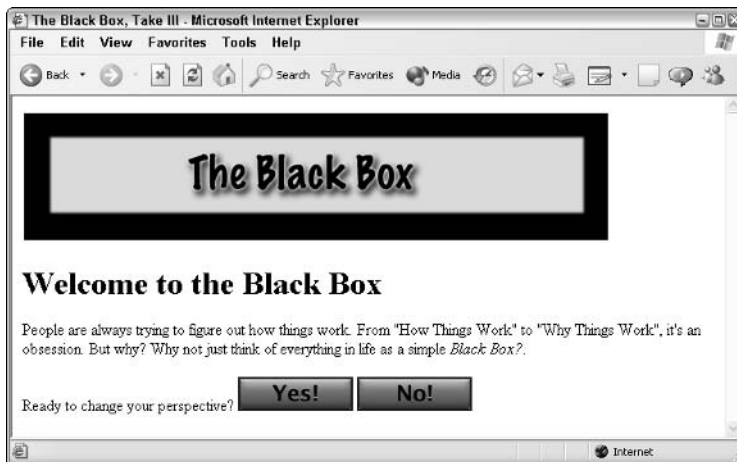 The Black Box, Take III - Microsoft Internet Explorer
File Edit View Favorites Tools Help
Back Search Favorites Media
The Black Box
Welcome to the Black Box
People are always trying to figure out how things work. From "How Things Work" to "Why Things Work", it's an
obsession. But why? Why not just think of everything in life as a simple Black Box?.
Ready to change your perspective? Yes! No!
Internet